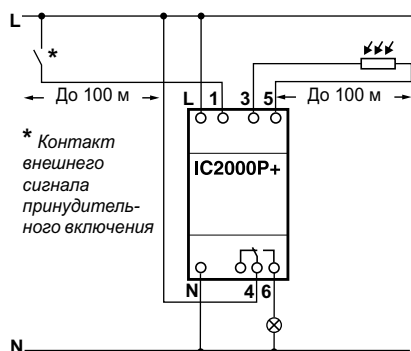 L
*
До 100 м
L 1 3 5
До 100 м
* Контакт
внешнего
сигнала
принудитель-
ного включения
IC2000P+
N 4 6
N